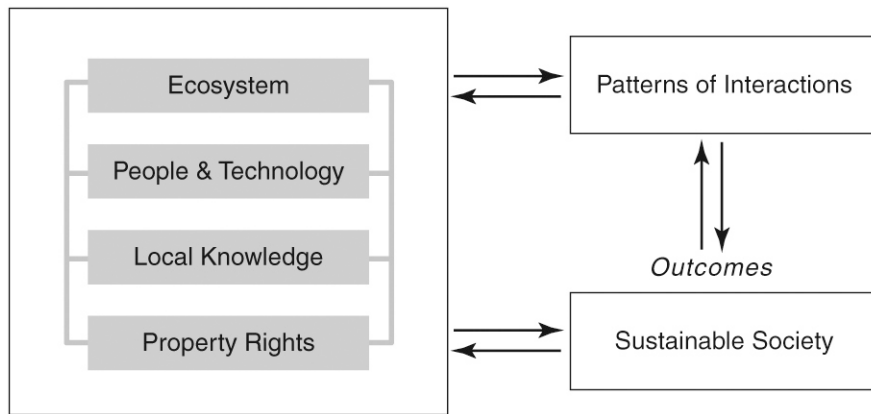 Ecosystem
People & Technology
Local Knowledge
Property Rights
Patterns of Interactions
Outcomes
Sustainable Society